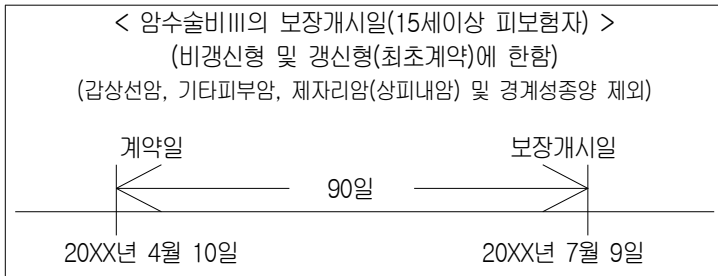 < 암수술비Ⅲ의 보장개시일(15세이상 피보험자) >
(비갱신형 및 갱신형(최초계약)에 한함)
(갑상선암, 기타피부암, 제자리암(상피내암) 및 경계성종양 제외)
계약일 보장개시일
90일
20XX년 4월 10일 20XX년 7월 9일